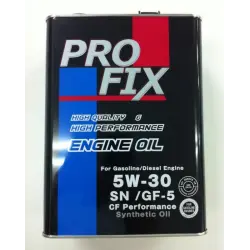 PRO
FIX
HIGH QUALITY &
HIGH PERFORMANCE
ENGINE OIL
For Gasoline/Diesel Engine
5W-30
SN /GF-5
CF Performance
Synthetic Oil